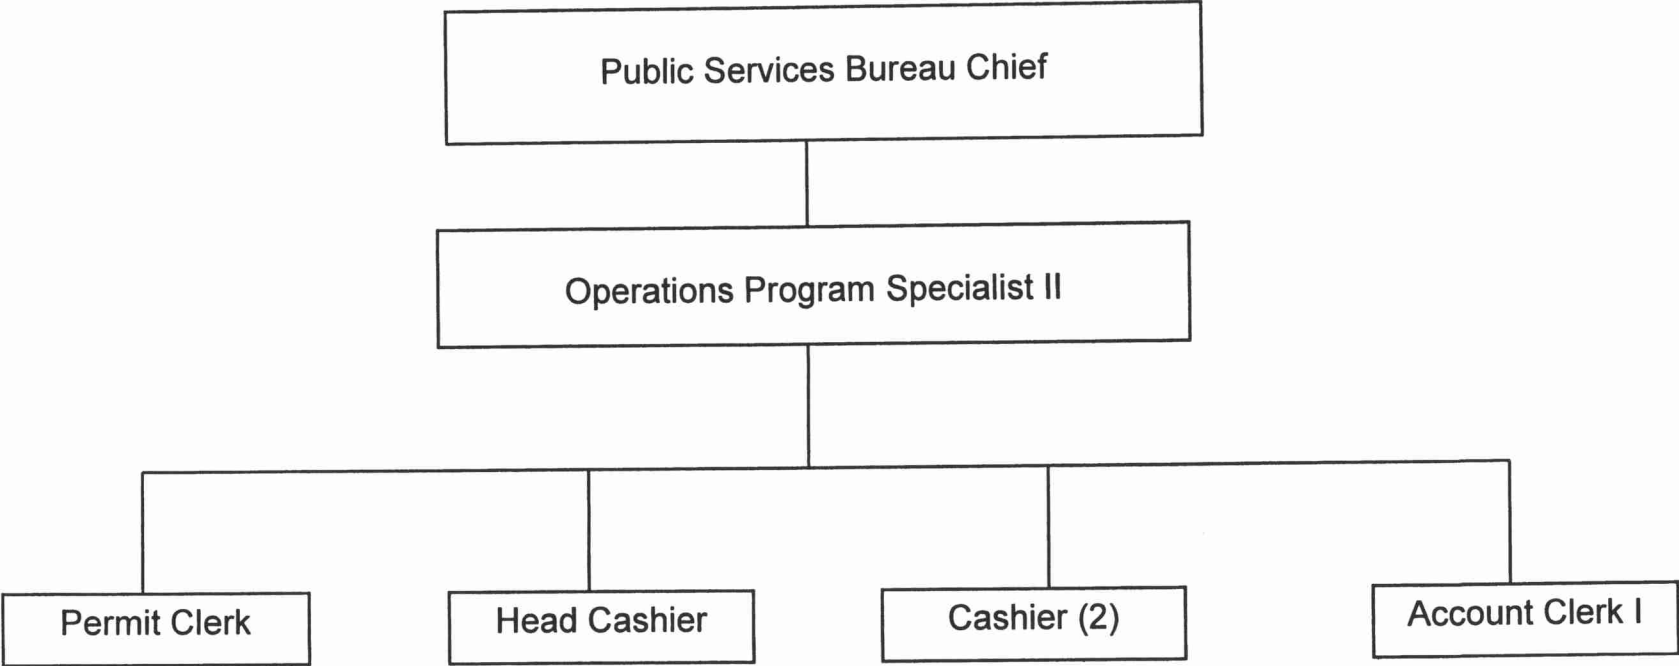 Public Services Bureau Chief
Operations Program Specialist II
Permit Clerk
Head Cashier
Cashier (2)
Account Clerk I